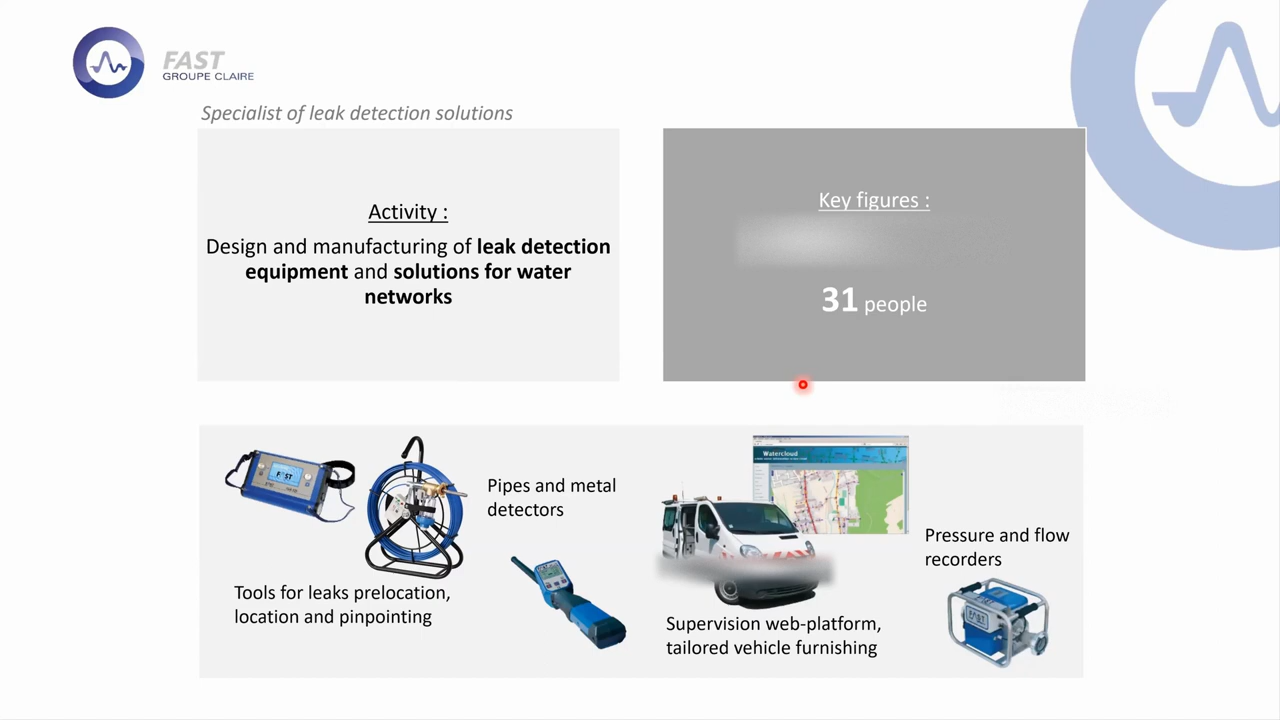 FAST
GROUPE CLAIRE
Specialist of leak detection solutions
Activity :
Design and manufacturing of leak detection
equipment and solutions for water
networks
Key figures :
31 people
FAST
Pipes and metal
detectors
Tools for leaks prelocation,
location and pinpointing
Watercloud
Supervision web-platform,
tailored vehicle furnishing
Pressure and flow
recorders
FAST